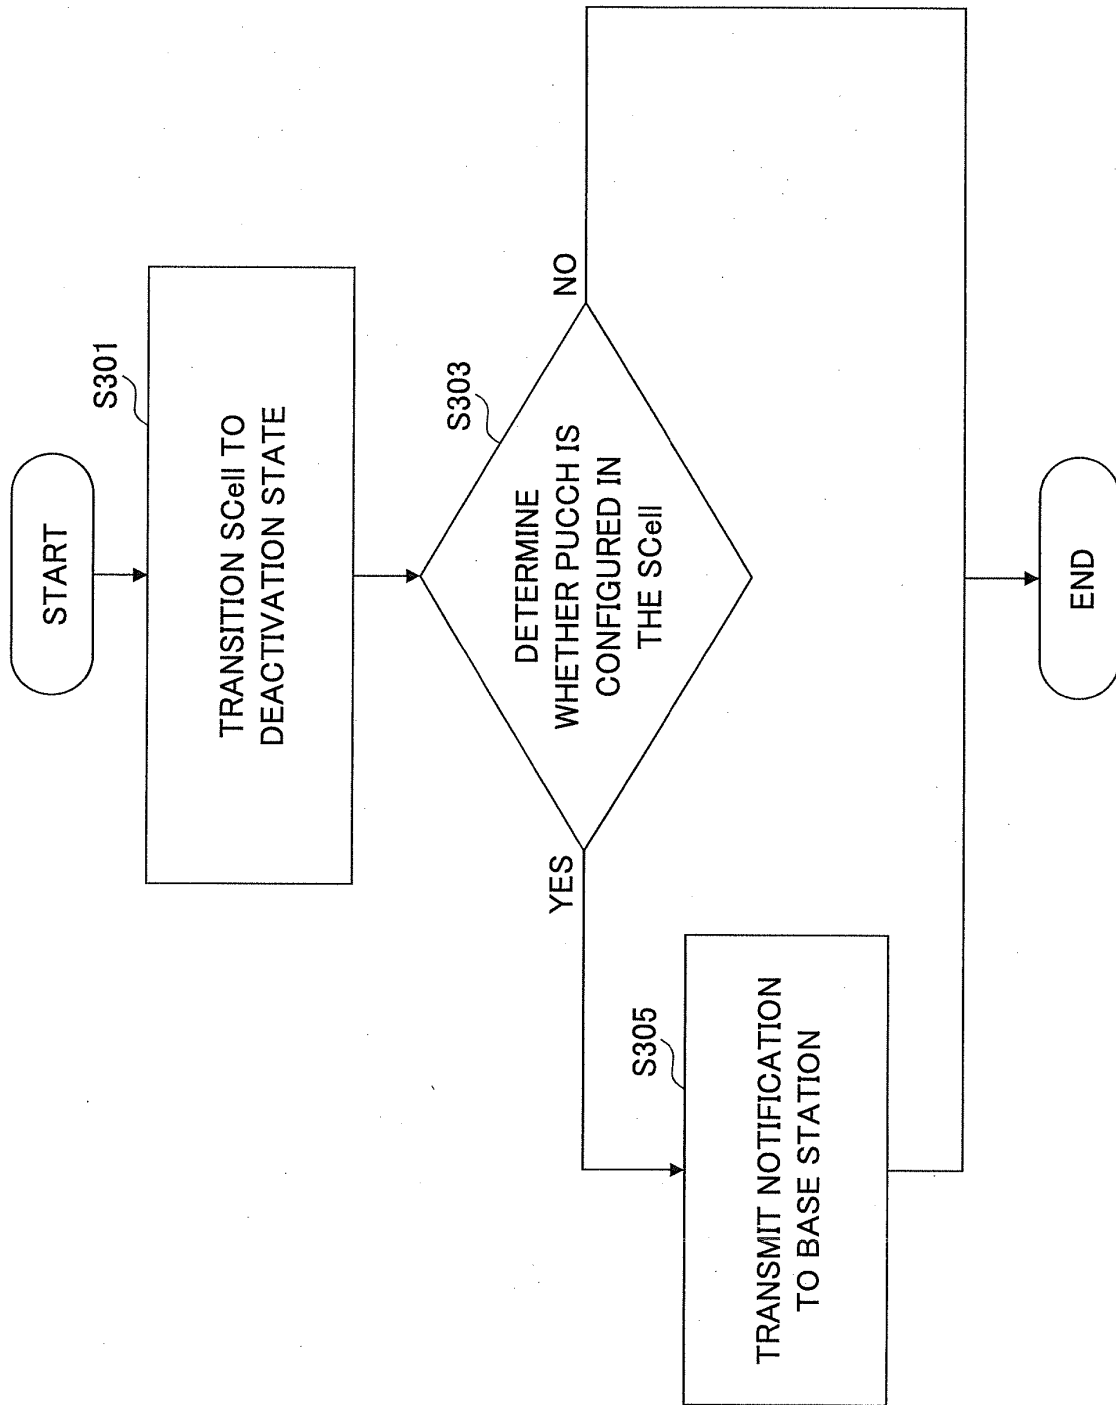 START
S301
TRANSITION SCell TO
DEACTIVATION STATE
S303
DETERMINE
WHETHER PUCCH IS
CONFIGURED IN
THE SCell
YES
NO
S305
TRANSMIT NOTIFICATION
TO BASE STATION
END